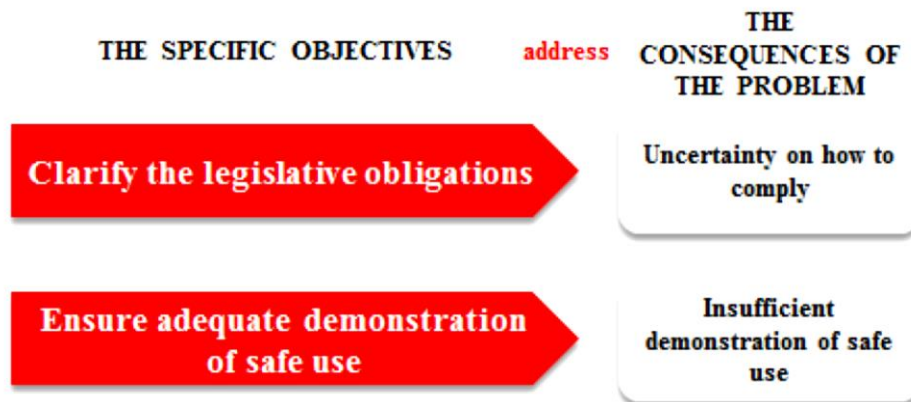 THE SPECIFIC OBJECTIVES address
THE
CONSEQUENCES OF
THE PROBLEM
Clarify the legislative obligations
Uncertainty on how to
comply
Ensure adequate demonstration
of safe use
Insufficient
demonstration of safe
use